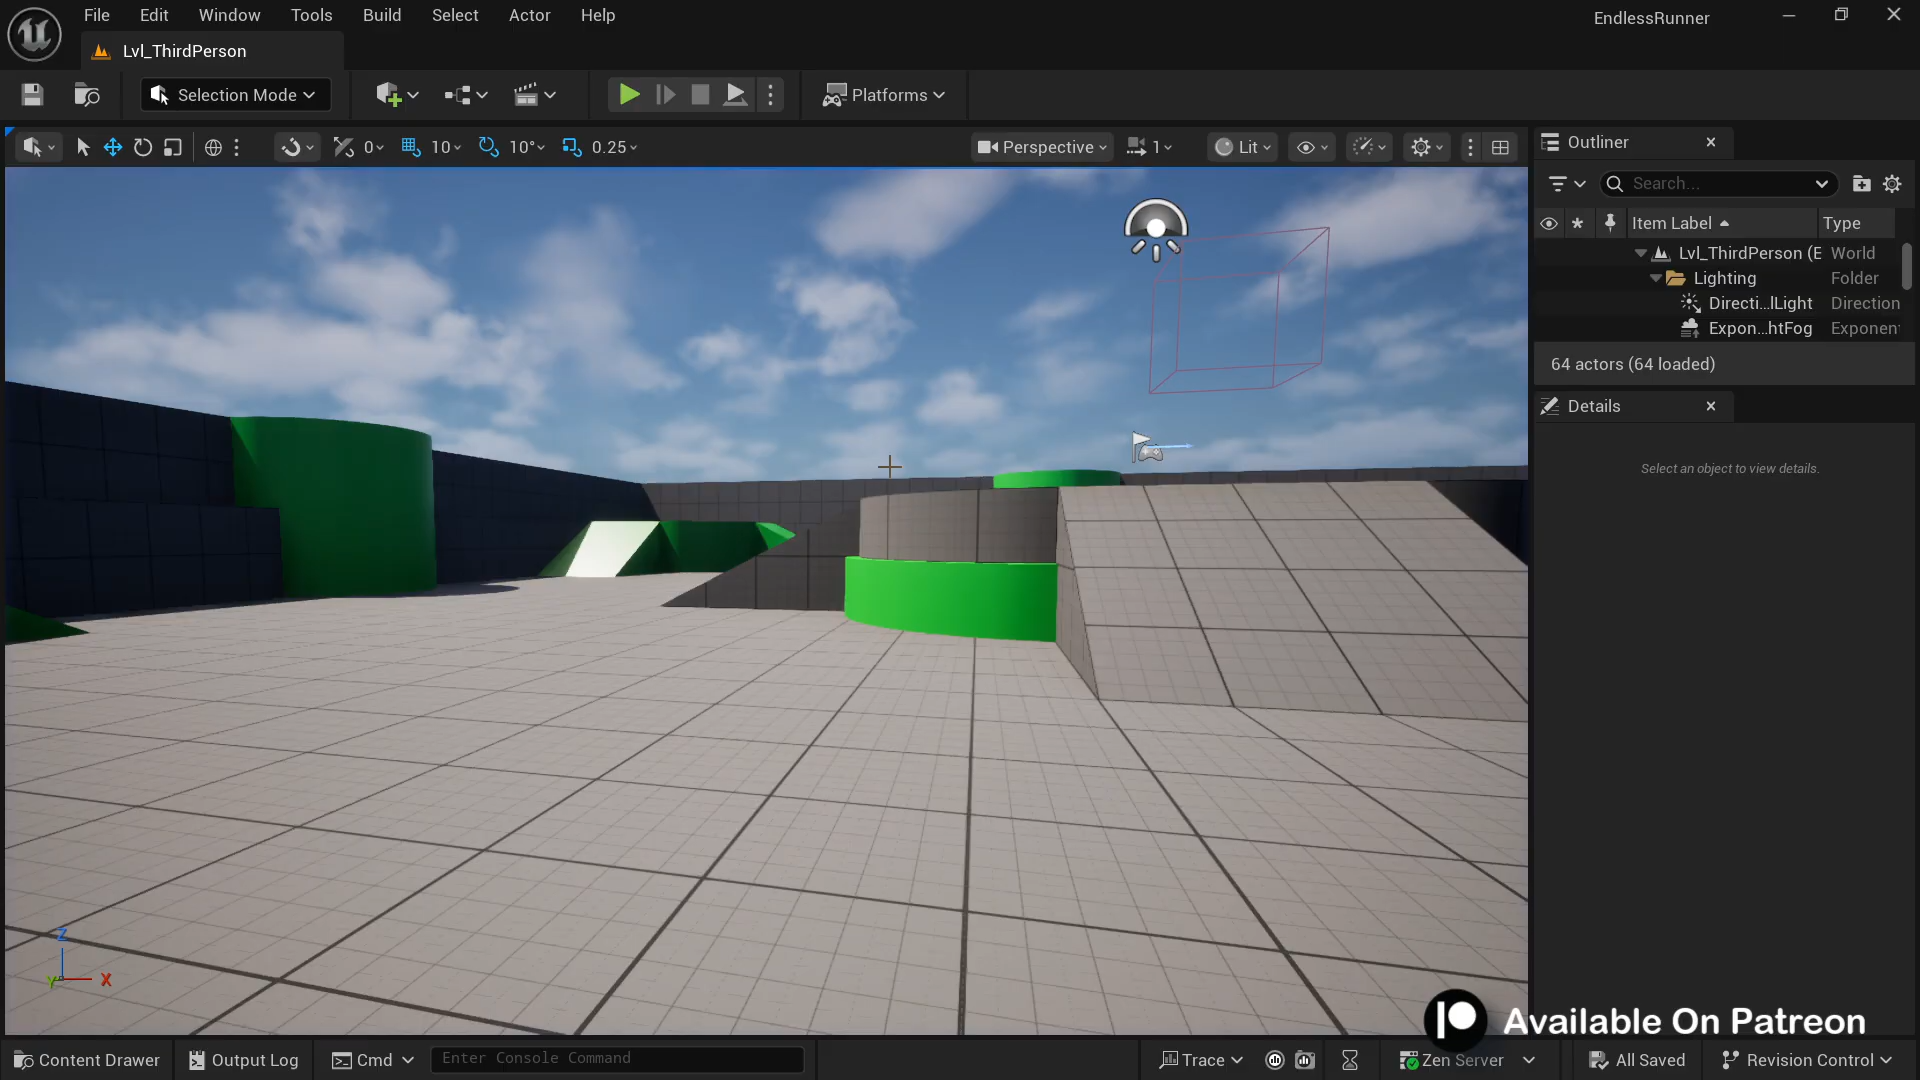 File Edit Window Tools Build Select Actor Help
EndlessRunner
Lvl_ThirdPerson
Selection Mode
Platforms
0 10 10° 0.25
Perspective 1 Lit
Outliner
Search...
Item Label Type
Lvl_ThirdPerson (E World
Lighting Folder
Directi...lLight Direction
Expon...htFog Exponen
64 actors (64 loaded)
Details
Select an object to view details.
Z
Y X
Available On Patreon
Content Drawer Output Log Cmd Enter Console Command Trace Zen Server All Saved Revision Control